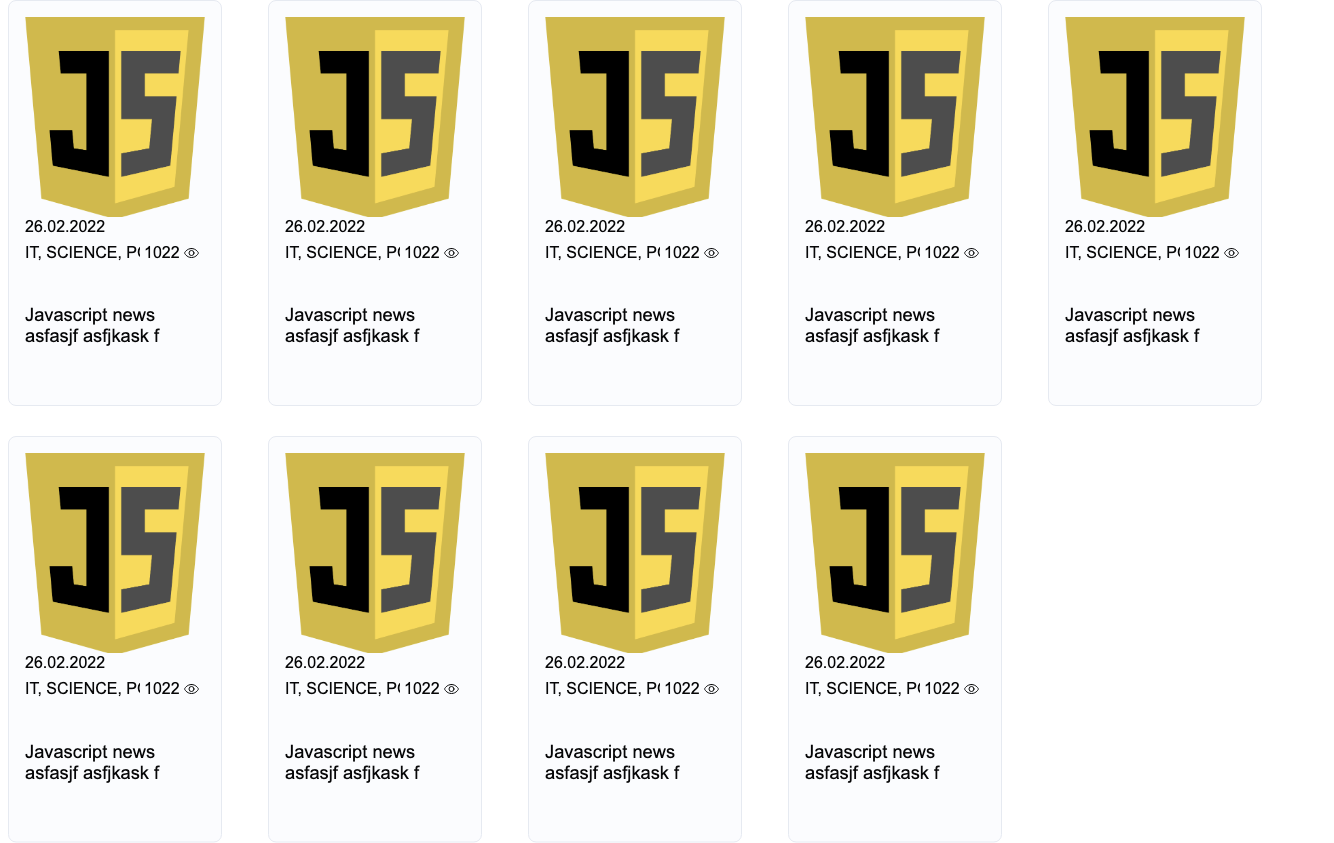 JS
JS
JS
JS
JS
26.02.2022
26.02.2022
26.02.2022
26.02.2022
26.02.2022
IT, SCIENCE, 1022
IT, SCIENCE, 1022
IT, SCIENCE, 1022
IT, SCIENCE, 1022
IT, SCIENCE, 1022
Javascript news
asfasjf asfjkask f
Javascript news
asfasjf asfjkask f
Javascript news
asfasjf asfjkask f
Javascript news
asfasjf asfjkask f
Javascript news
asfasjf asfjkask f
JS
JS
JS
JS
26.02.2022
26.02.2022
26.02.2022
26.02.2022
IT, SCIENCE, 1022
IT, SCIENCE, 1022
IT, SCIENCE, 1022
IT, SCIENCE, 1022
Javascript news
asfasjf asfjkask f
Javascript news
asfasjf asfjkask f
Javascript news
asfasjf asfjkask f
Javascript news
asfasjf asfjkask f